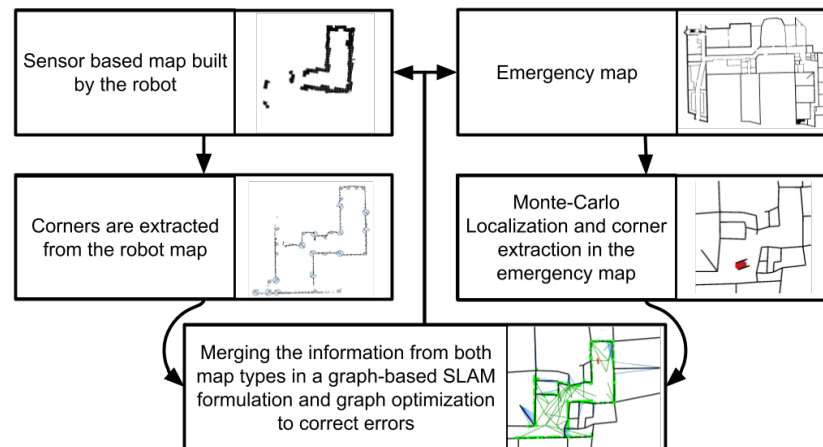 Sensor based map built
by the robot
Emergency map
Corners are extracted
from the robot map
Monte-Carlo
Localization and corner
extraction in the
emergency map
Merging the information from both
map types in a graph-based SLAM
formulation and graph optimization
to correct errors